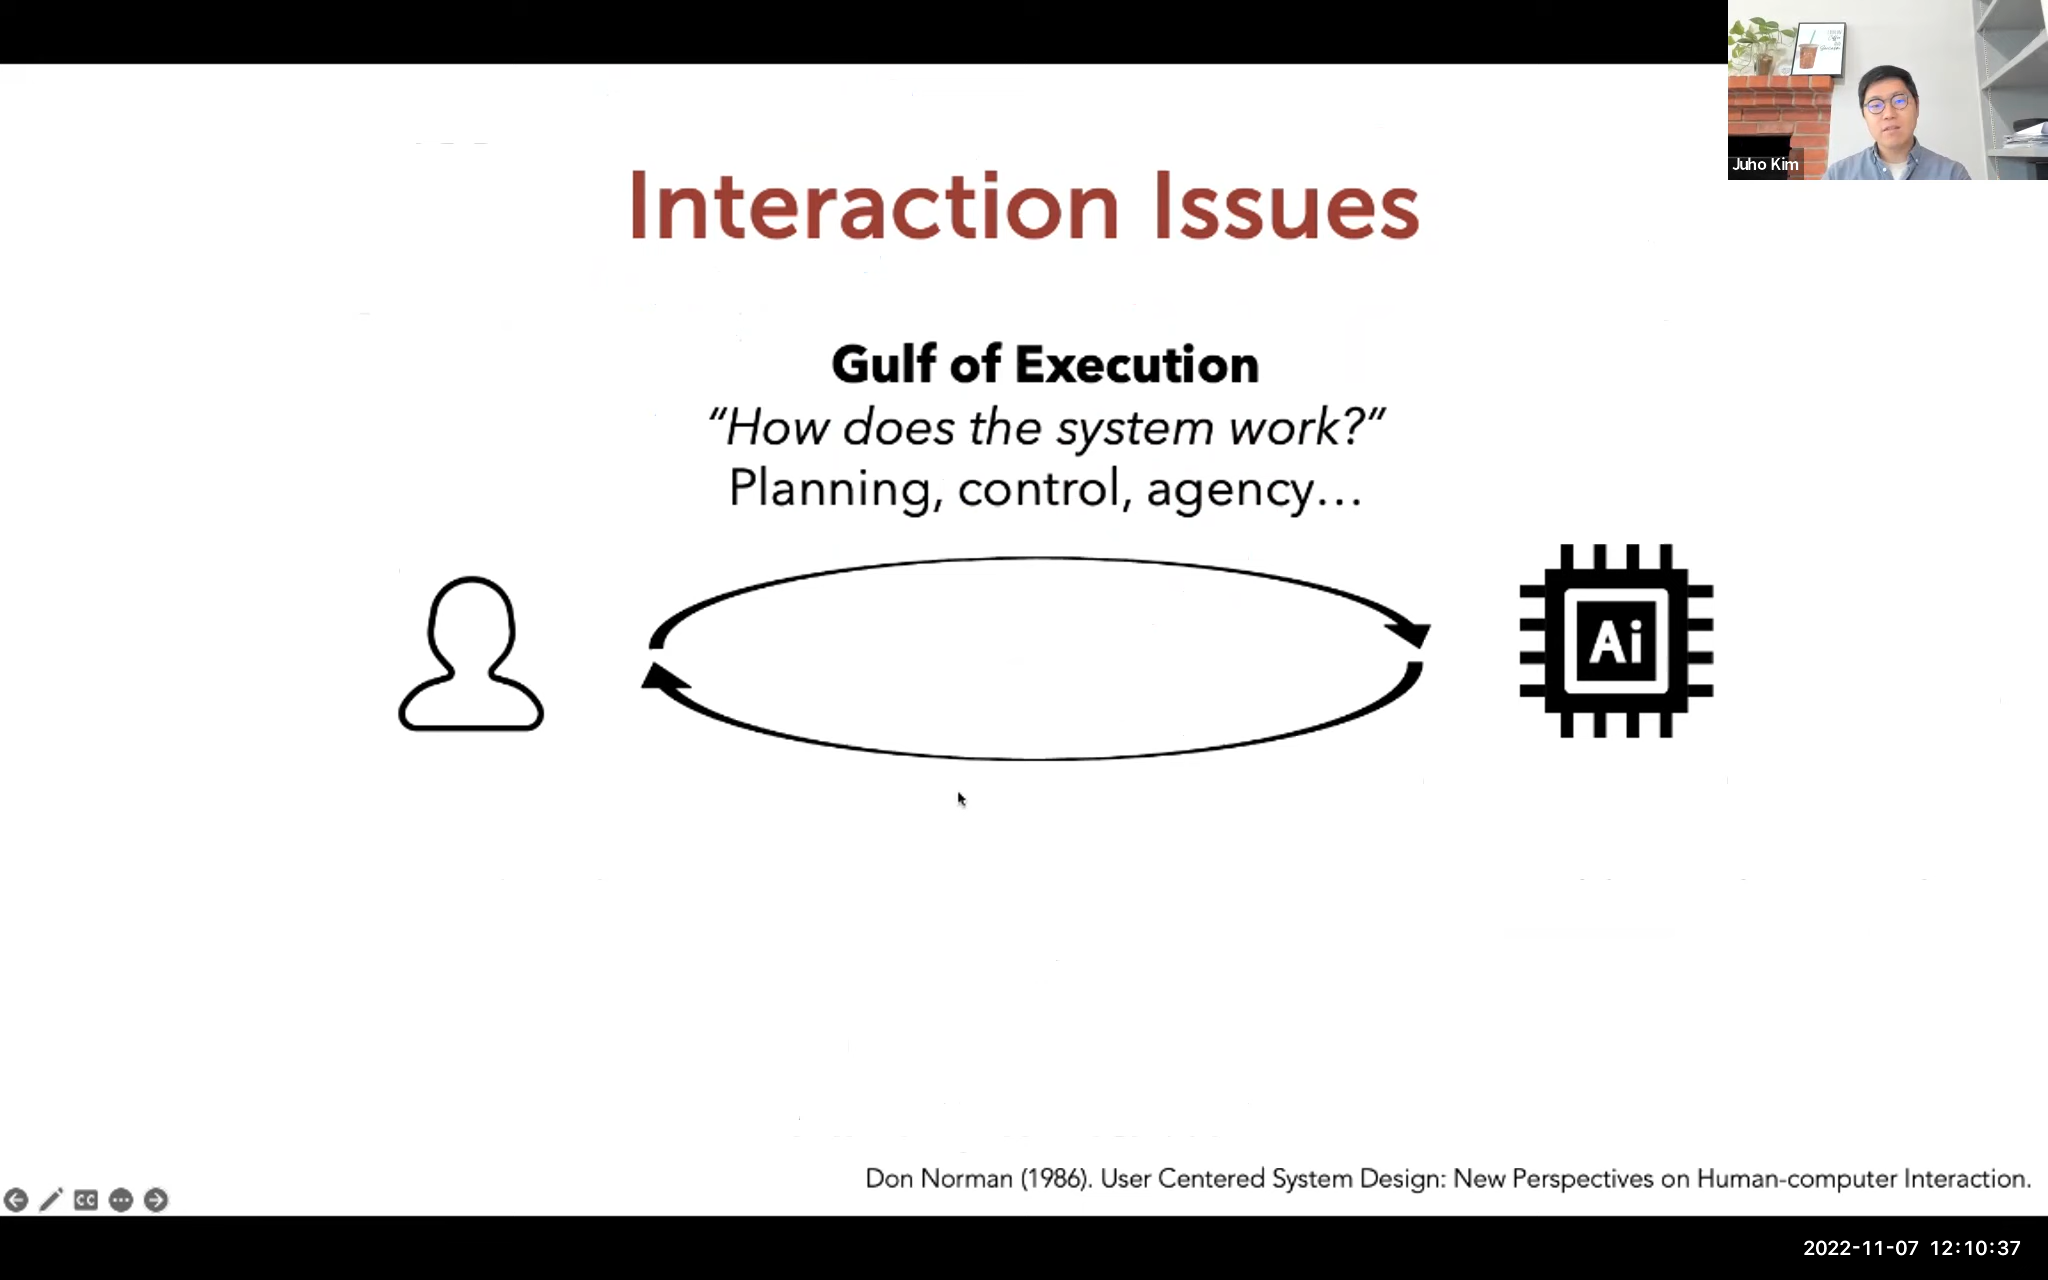 Juho Kim
Interaction Issues
Gulf of Execution
“How does the system work?”
Planning, control, agency…
Ai
Don Norman (1986). User Centered System Design: New Perspectives on Human-computer Interaction.
CC
2022-11-07 12:10:37